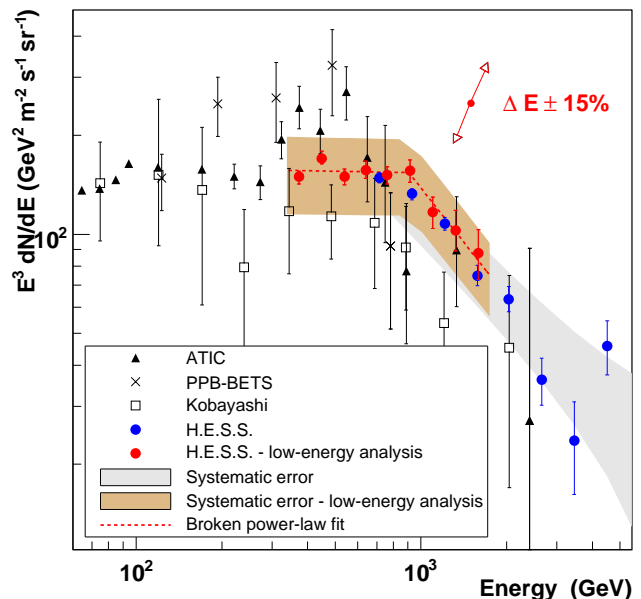 E³ dN/dE (GeV² m⁻² s⁻¹ sr⁻¹)
10²
Δ E ± 15%
ATIC
PPB-BETS
Kobayashi
H.E.S.S.
H.E.S.S. - low-energy analysis
Systematic error
Systematic error - low-energy analysis
Broken power-law fit
10²
10³
Energy (GeV)